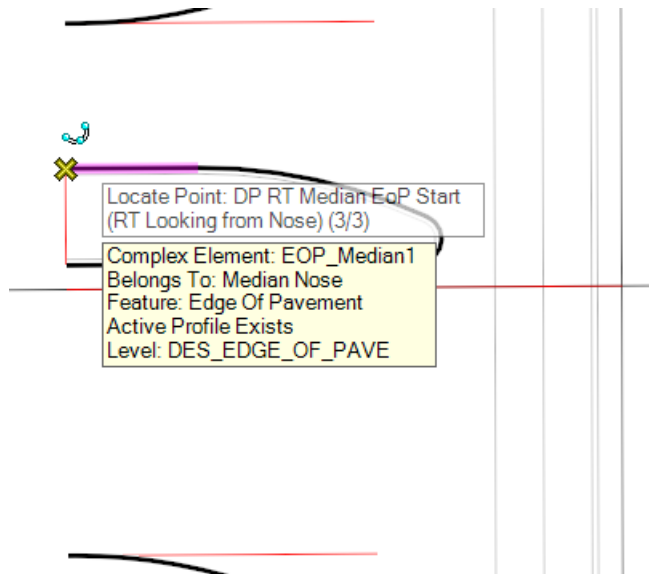 Locate Point: DP RT Median EoP Start
(RT Looking from Nose) (3/3)
Complex Element: EOP_Median1
Belongs To: Median Nose
Feature: Edge Of Pavement
Active Profile Exists
Level: DES_EDGE_OF_PAVE